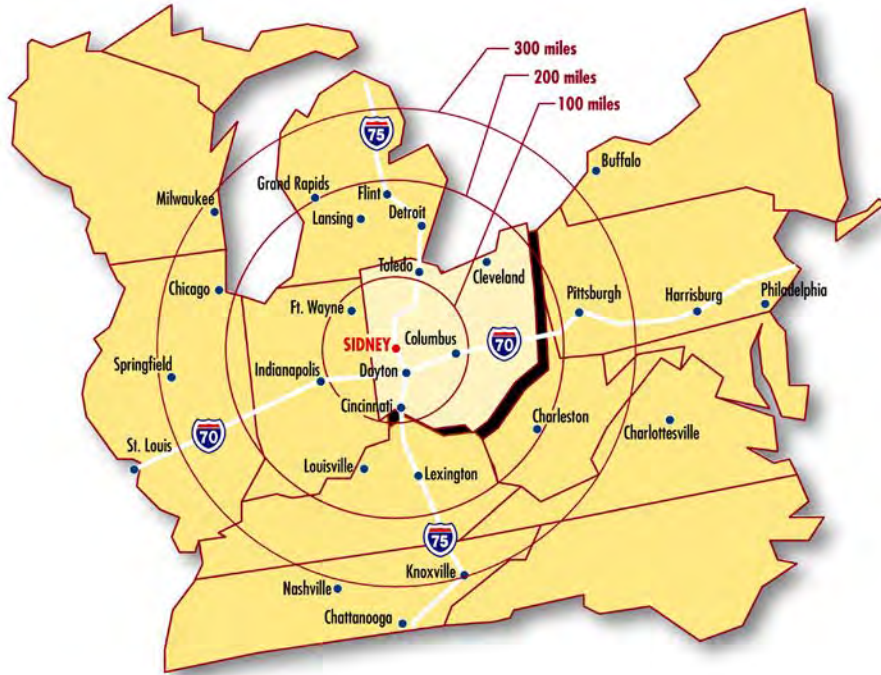 300 miles
200 miles
100 miles
75
Buffalo
Milwaukee
Grand Rapids
Flint
Lansing
Detroit
Toledo
Cleveland
Chicago
Ft. Wayne
Pittsburgh
Harrisburg
Philadelphia
SIDNEY
Columbus
70
Springfield
Indianapolis
Dayton
Cincinnati
Charleston
Charlottesville
St. Louis
70
Louisville
Lexington
75
Knoxville
Nashville
Chattanooga